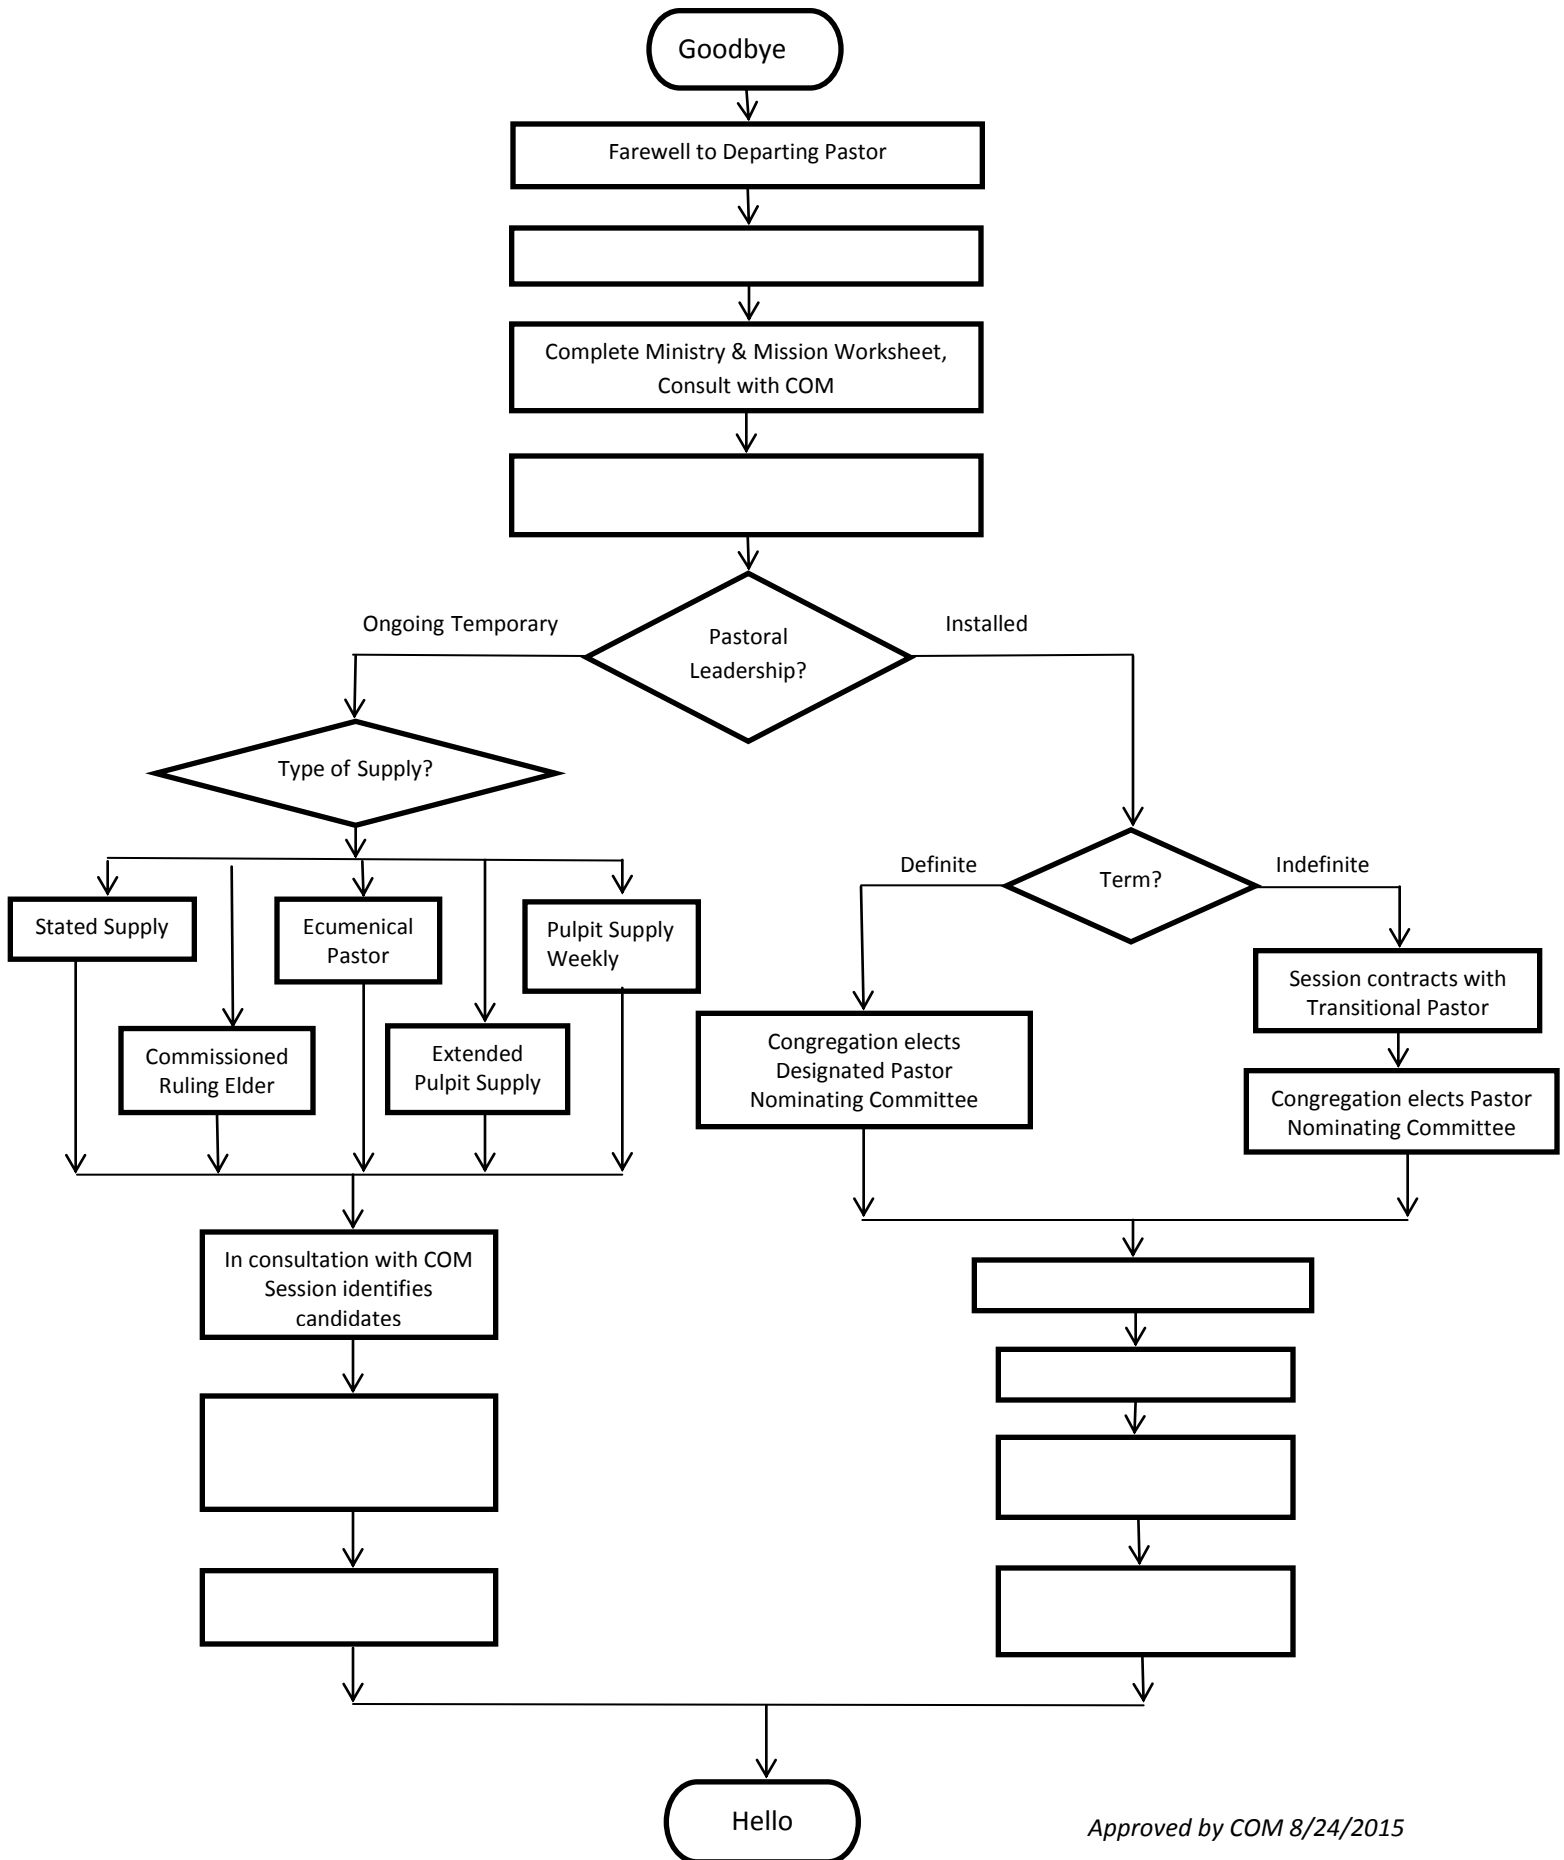 Goodbye
Farewell to Departing Pastor
Complete Ministry & Mission Worksheet,
Consult with COM
Ongoing Temporary
Pastoral
Leadership?
Installed
Type of Supply?
Definite
Term?
Indefinite
Stated Supply
Ecumenical
Pastor
Pulpit Supply
Weekly
Commissioned
Ruling Elder
Extended
Pulpit Supply
Session contracts with
Transitional Pastor
Congregation elects
Designated Pastor
Nominating Committee
Congregation elects Pastor
Nominating Committee
In consultation with COM
Session identifies
candidates
Hello
Approved by COM 8/24/2015